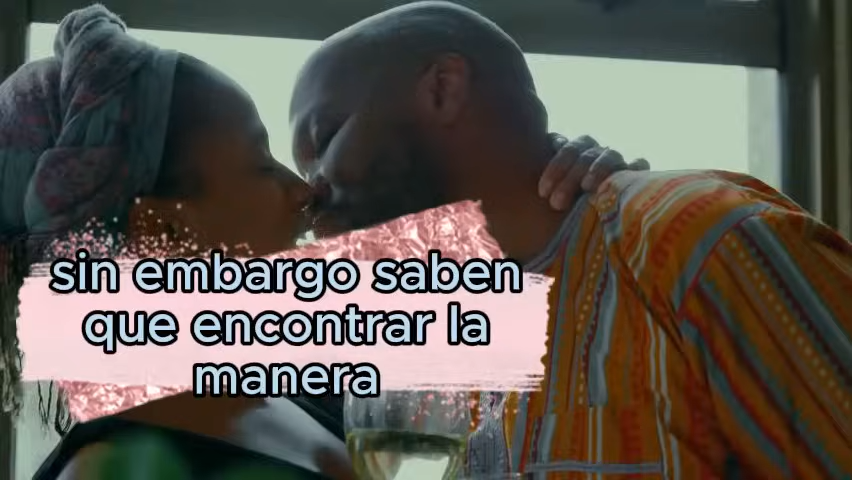 sin embargo saben
que encontrar la
manera